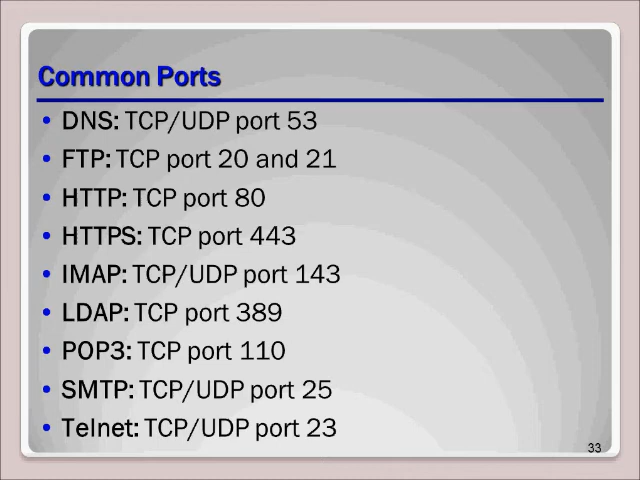 Common Ports
• DNS: TCP/UDP port 53
• FTP: TCP port 20 and 21
• HTTP: TCP port 80
• HTTPS: TCP port 443
• IMAP: TCP/UDP port 143
• LDAP: TCP port 389
• POP3: TCP port 110
• SMTP: TCP/UDP port 25
• Telnet: TCP/UDP port 23
33